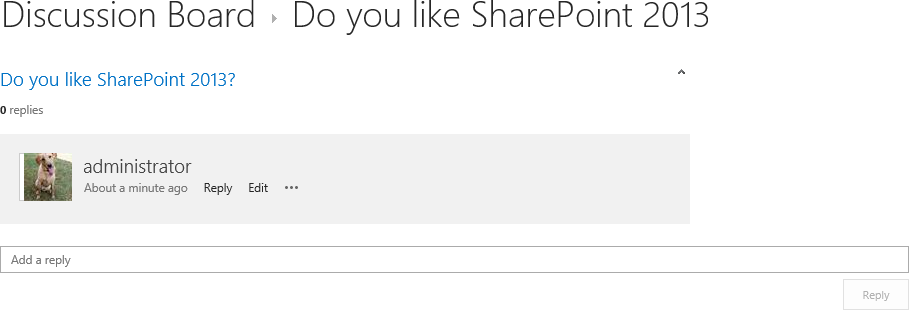 Discussion Board ▸ Do you like SharePoint 2013
Do you like SharePoint 2013?
0 replies
administrator
About a minute ago Reply Edit •••
Add a reply
Reply